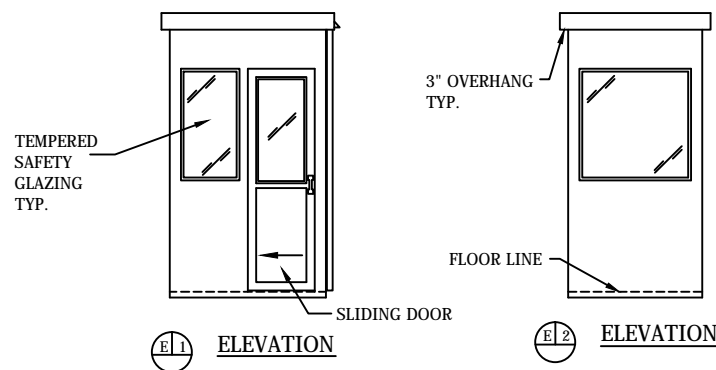 TEMPERED
SAFETY
GLAZING
TYP.
SLIDING DOOR
E 1
ELEVATION
3" OVERHANG
TYP.
FLOOR LINE
E 2
ELEVATION